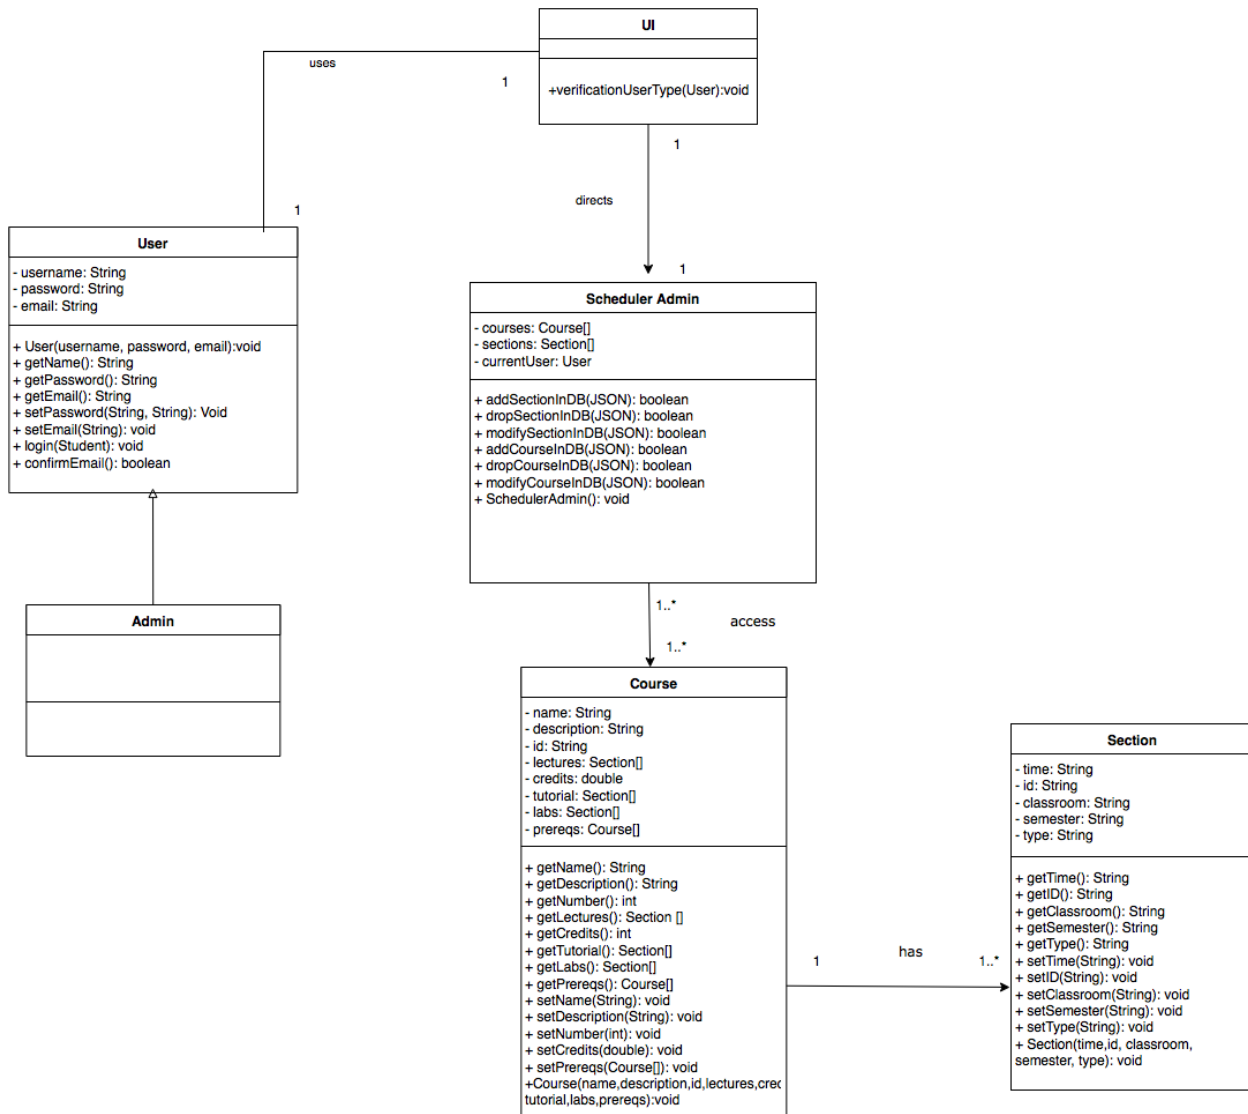 UI
+verificationUserType(User):void
uses
1
1
1
directs
1
User
- username: String
- password: String
- email: String
+ User(username, password, email):void
+ getName(): String
+ getPassword(): String
+ getEmail(): String
+ setPassword(String, String): Void
+ setEmail(String): void
+ login(Student): void
+ confirmEmail(): boolean
Scheduler Admin
- courses: Course[]
- sections: Section[]
- currentUser: User
+ addSectionInDB(JSON): boolean
+ dropSectionInDB(JSON): boolean
+ modifySectionInDB(JSON): boolean
+ addCourseInDB(JSON): boolean
+ dropCourseInDB(JSON): boolean
+ modifyCourseInDB(JSON): boolean
+ SchedulerAdmin(): void
Admin
1..*
access
1..*
Course
- name: String
- description: String
- id: String
- lectures: Section[]
- credits: double
- tutorial: Section[]
- labs: Section[]
- prereqs: Course[]
+ getName(): String
+ getDescription(): String
+ getNumber(): int
+ getLectures(): Section []
+ getCredits(): int
+ getTutorial(): Section[]
+ getLabs(): Section[]
+ getPrereqs(): Course[]
+ setName(String): void
+ setDescription(String): void
+ setNumber(int): void
+ setCredits(double): void
+ setPrereqs(Course[]): void
+Course(name,description,id,lectures,cred
tutorial,labs,prereqs):void
1
has
1..*
Section
- time: String
- id: String
- classroom: String
- semester: String
- type: String
+ getTime(): String
+ getID(): String
+ getClassroom(): String
+ getSemester(): String
+ getType(): String
+ setTime(String): void
+ setID(String): void
+ setClassroom(String): void
+ setSemester(String): void
+ setType(String): void
+ Section(time,id, classroom,
semester, type): void